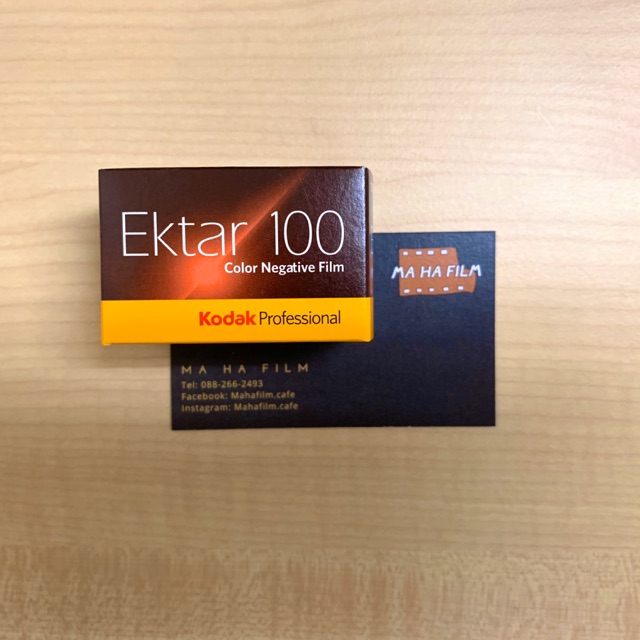 Ektar 100
Color Negative Film
Kodak Professional
MA HA FILM
MA HA FILM
Tel: 088-266-2493
Facebook: Mahafilm.cafe
Instagram: Mahafilm.cafe